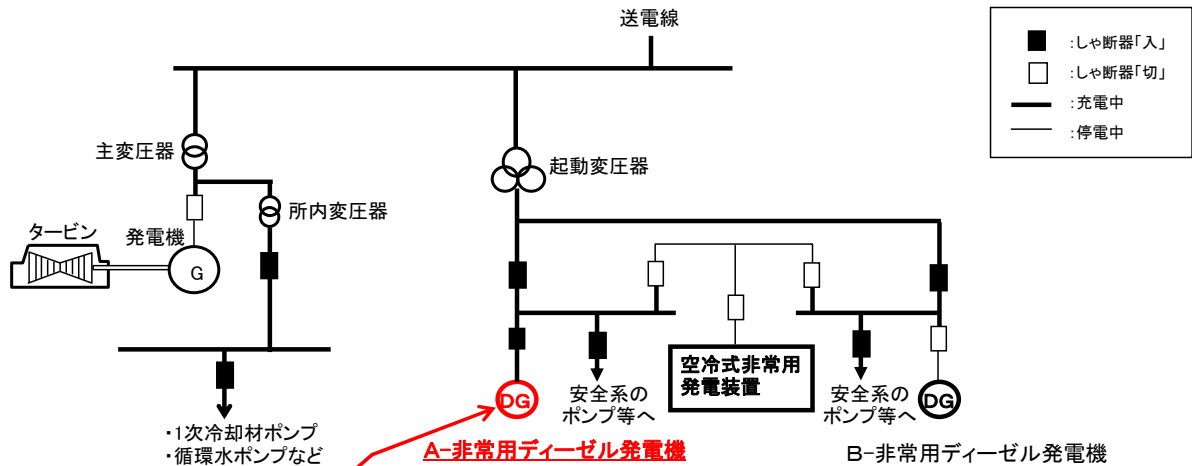 送電線
:しゃ断器「入」
:しゃ断器「切」
:充電中
:停電中
主変圧器
起動変圧器
所内変圧器
タービン
発電機
G
空冷式非常用
発電装置
安全系の
ポンプ等へ
安全系の
ポンプ等へ
DG
DG
・1次冷却材ポンプ
・循環水ポンプなど
A-非常用ディーゼル発電機
B-非常用ディーゼル発電機